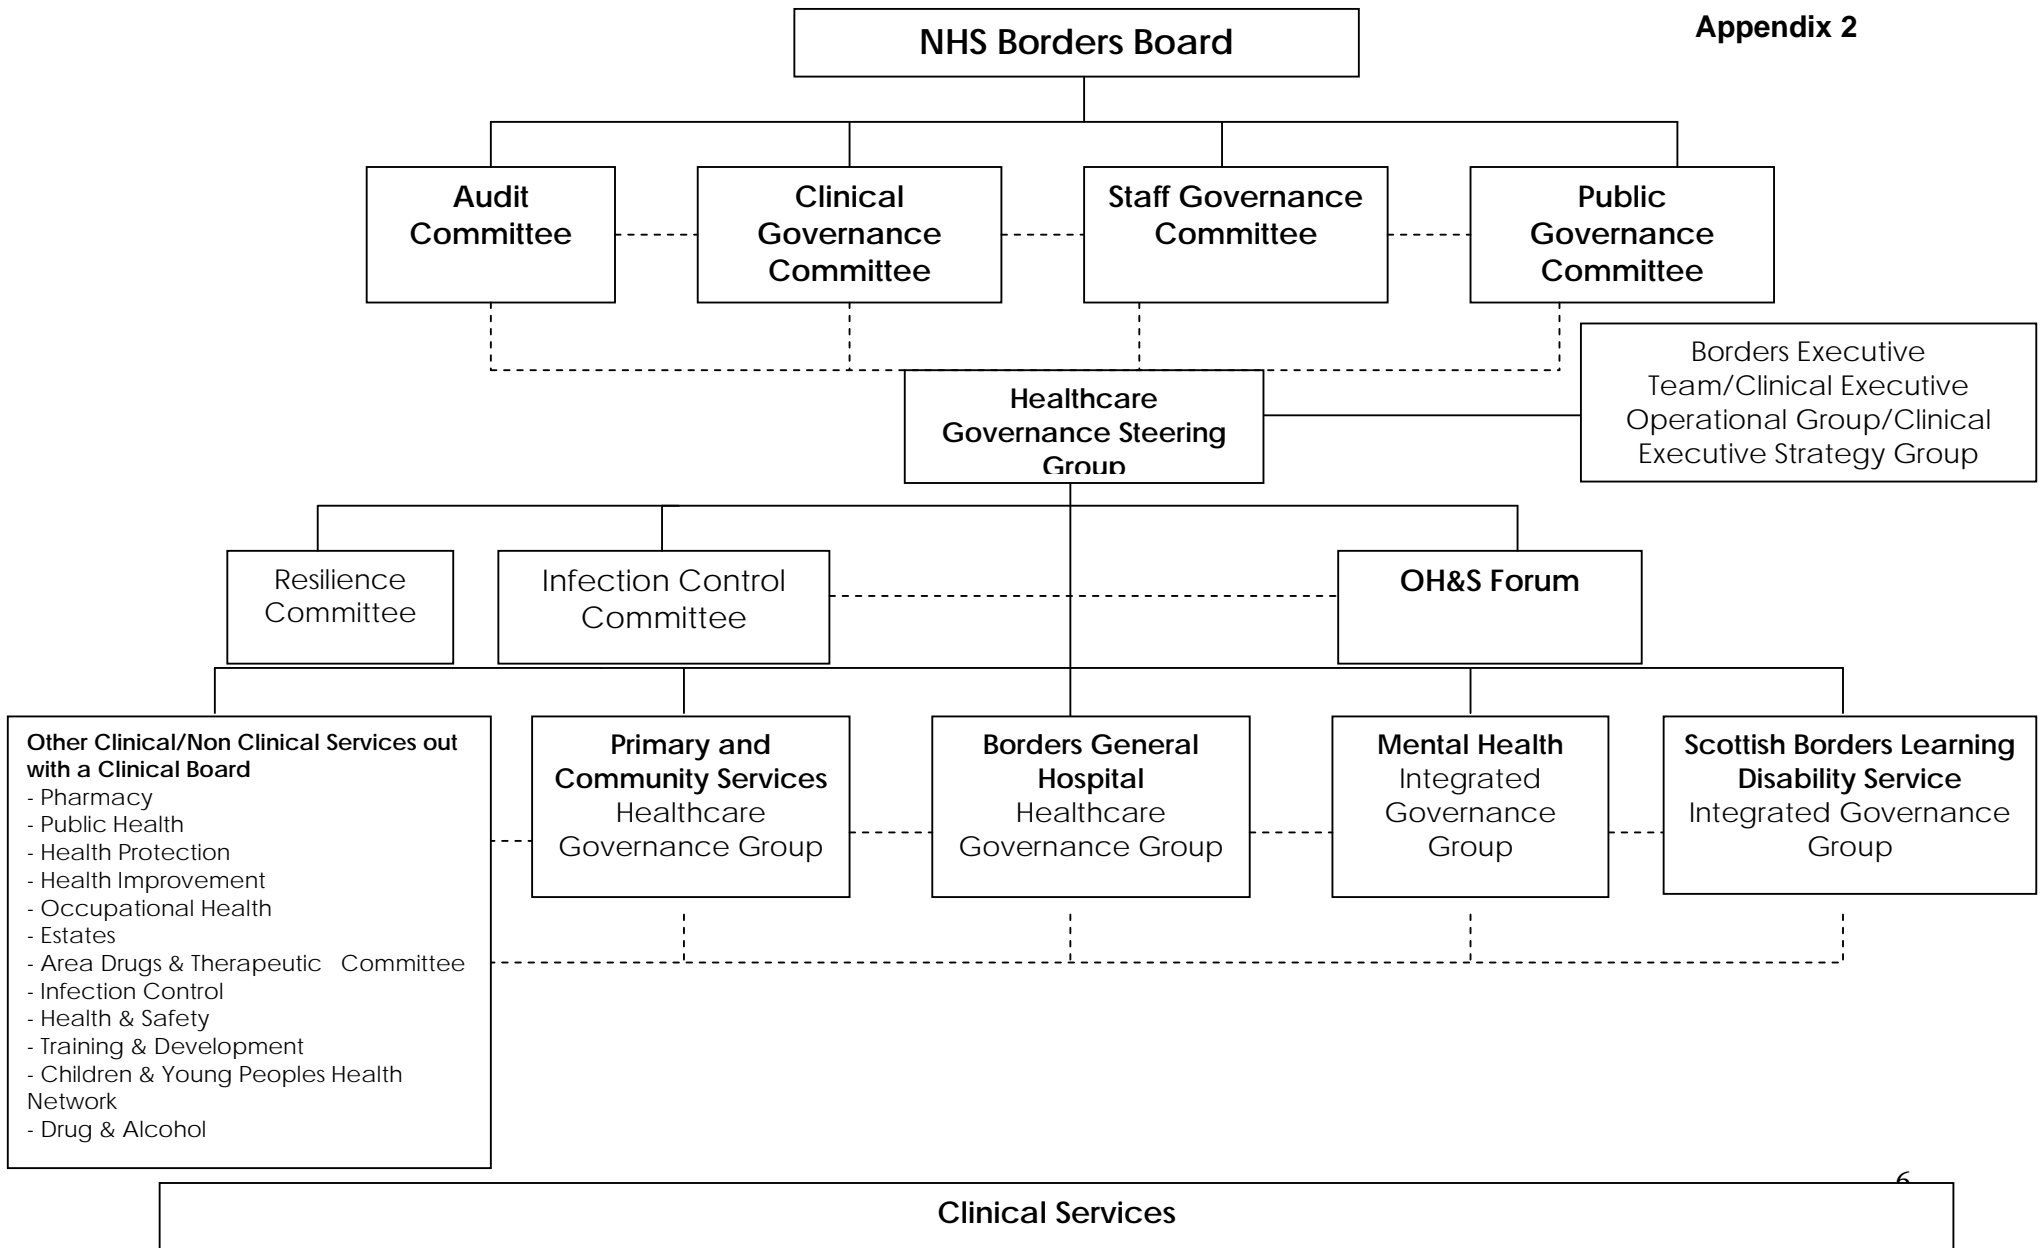 Appendix 2
NHS Borders Board
Audit
Committee
Clinical
Governance
Committee
Staff Governance
Committee
Public
Governance
Committee
Borders Executive
Team/Clinical Executive
Operational Group/Clinical
Executive Strategy Group
Healthcare
Governance Steering
Group
Resilience
Committee
Infection Control
Committee
OH&S Forum
Other Clinical/Non Clinical Services out
with a Clinical Board
- Pharmacy
- Public Health
- Health Protection
- Health Improvement
- Occupational Health
- Estates
- Area Drugs & Therapeutic Committee
- Infection Control
- Health & Safety
- Training & Development
- Children & Young Peoples Health
Network
- Drug & Alcohol
Primary and
Community Services
Healthcare
Governance Group
Borders General
Hospital
Healthcare
Governance Group
Mental Health
Integrated
Governance
Group
Scottish Borders Learning
Disability Service
Integrated Governance
Group
6
Clinical Services